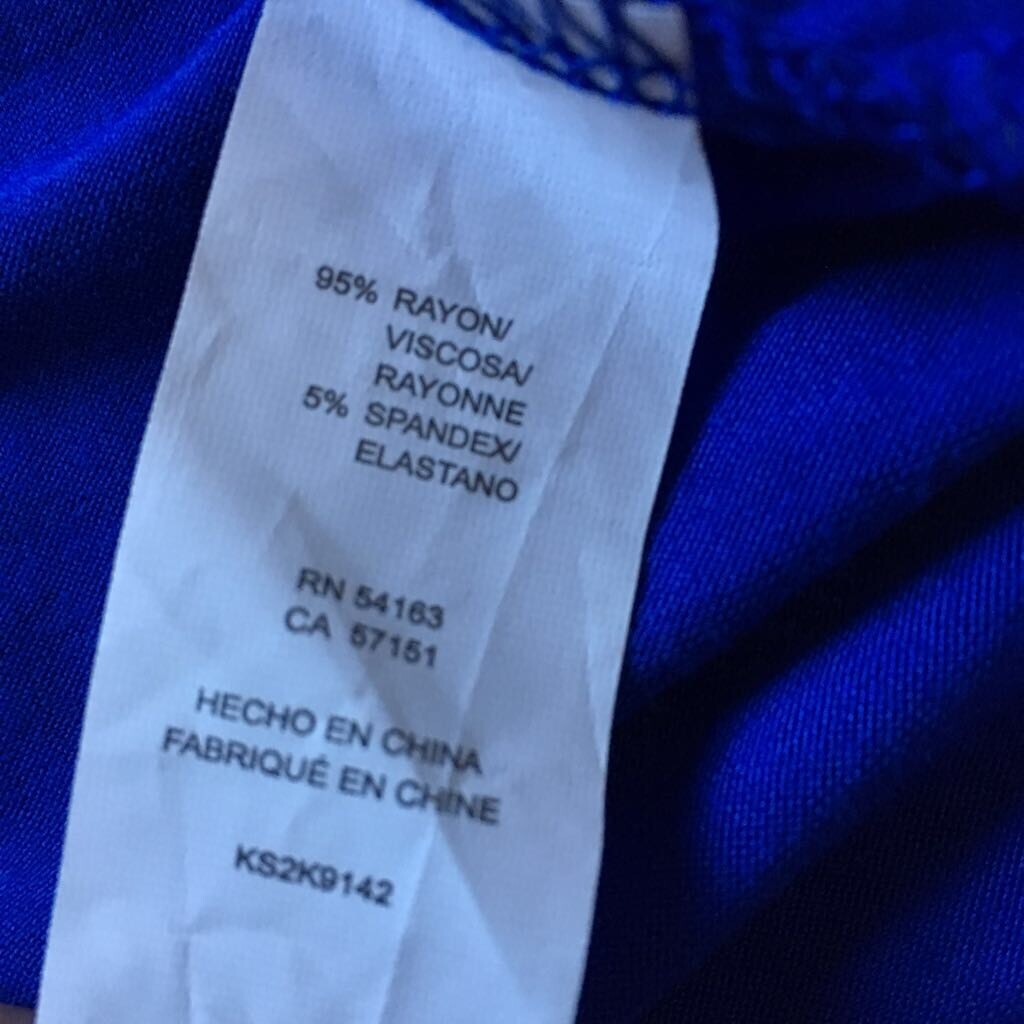 95% RAYON/
VISCOSA/
RAYONNE
5% SPANDEX/
ELASTANO
RN 54163
CA 57151
HECHO EN CHINA
FABRIQUÉ EN CHINE
KS2K9142